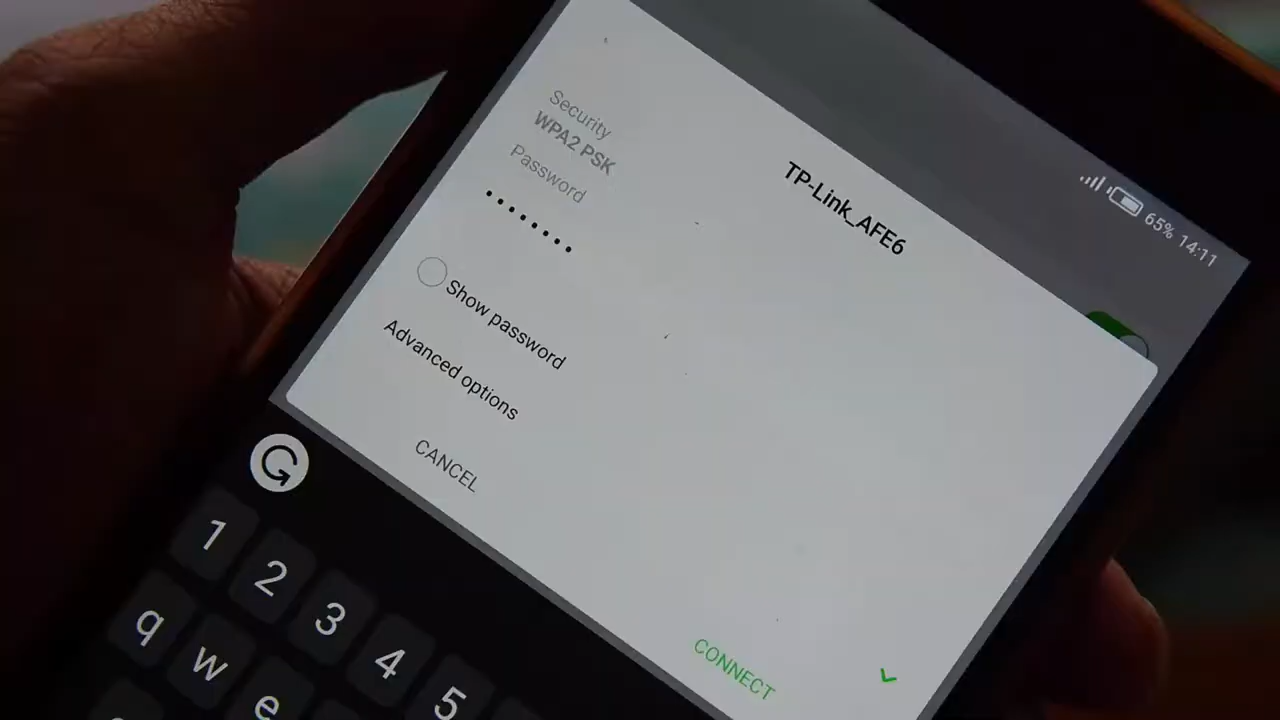 65% 14:11
TP-Link_AFE6
Security
WPA2 PSK
Password
••••••••
Show password
Advanced options
CANCEL
CONNECT
1 2 3 4 5
q w e